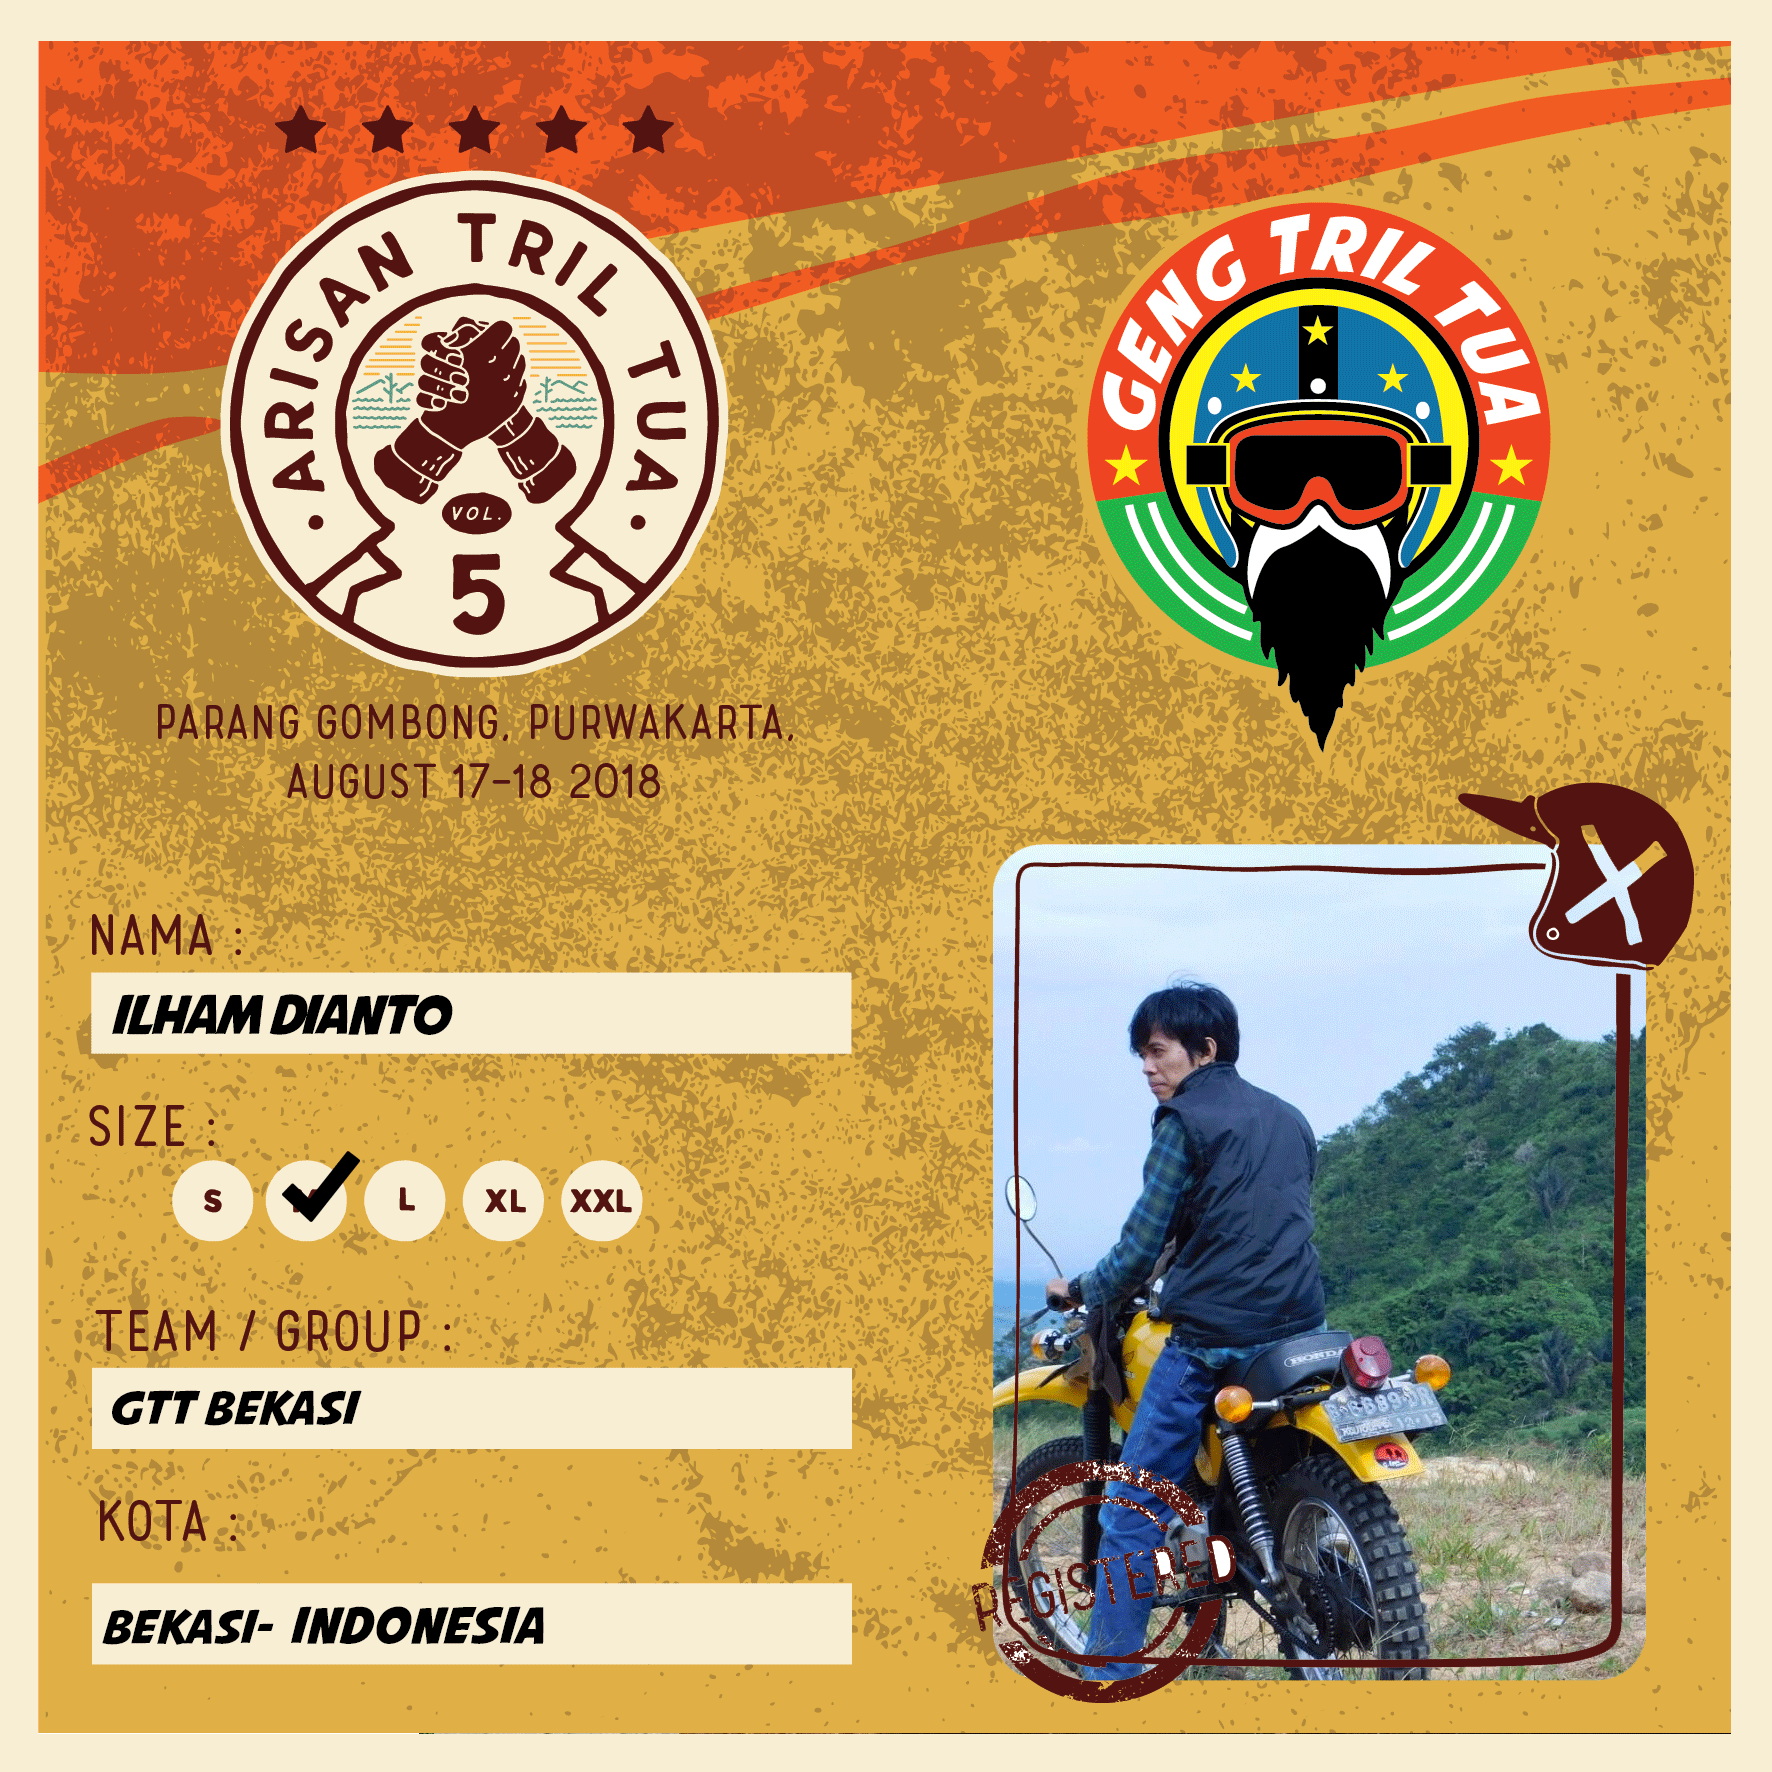 ARISAN TRIL TUA
VOL.
5
GENG TRIL TUA
PARANG GOMBONG, PURWAKARTA,
AUGUST 17-18 2018
NAMA :
ILHAM DIANTO
SIZE :
S L XL XXL
TEAM / GROUP :
GTT BEKASI
KOTA :
BEKASI- INDONESIA
HONDA
REGISTERED